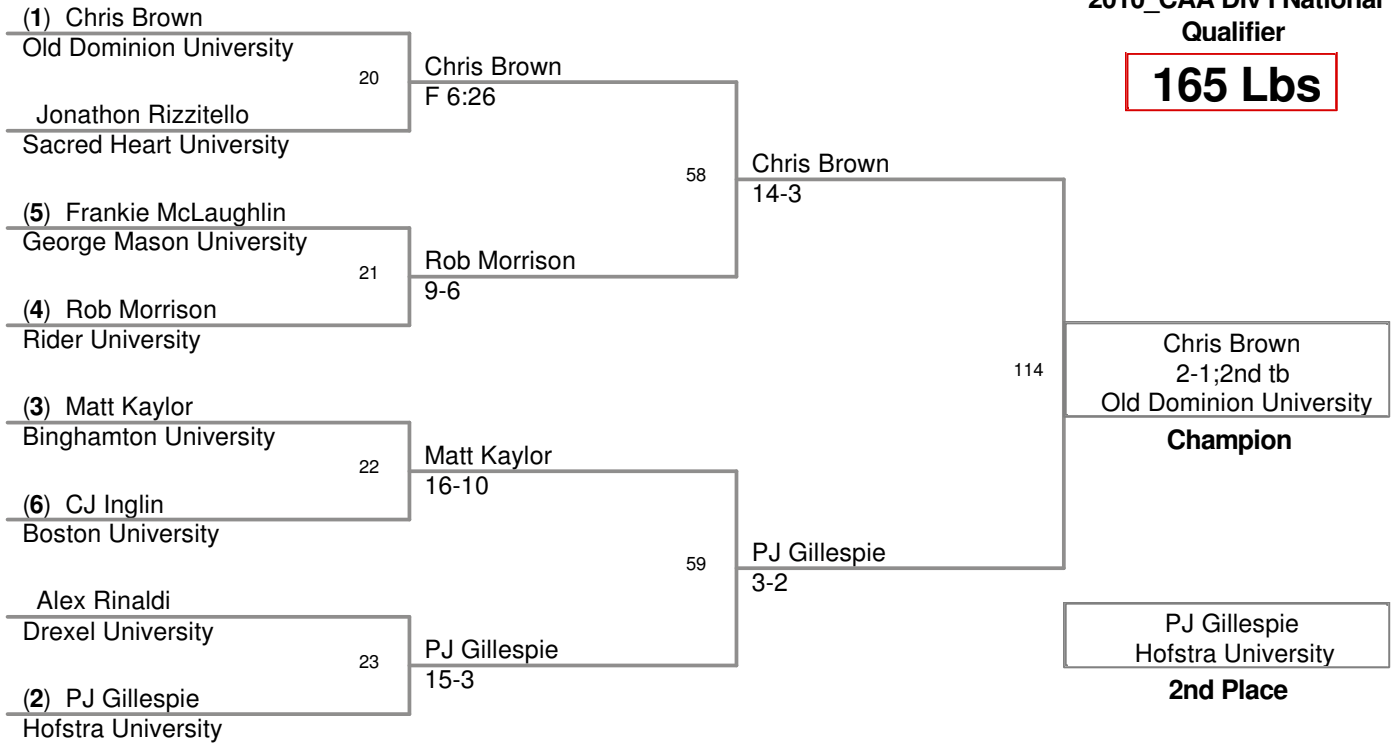 2010_CAA Div I National
Qualifier
165 Lbs
(1) Chris Brown
Old Dominion University
20
Jonathon Rizzitello
Sacred Heart University
Chris Brown
F 6:26
58
(5) Frankie McLaughlin
George Mason University
21
(4) Rob Morrison
Rider University
Rob Morrison
9-6
Chris Brown
14-3
114
(3) Matt Kaylor
Binghamton University
22
(6) CJ Inglin
Boston University
Matt Kaylor
16-10
59
Alex Rinaldi
Drexel University
23
(2) PJ Gillespie
Hofstra University
PJ Gillespie
15-3
PJ Gillespie
3-2
Chris Brown
2-1;2nd tb
Old Dominion University
Champion
PJ Gillespie
Hofstra University
2nd Place